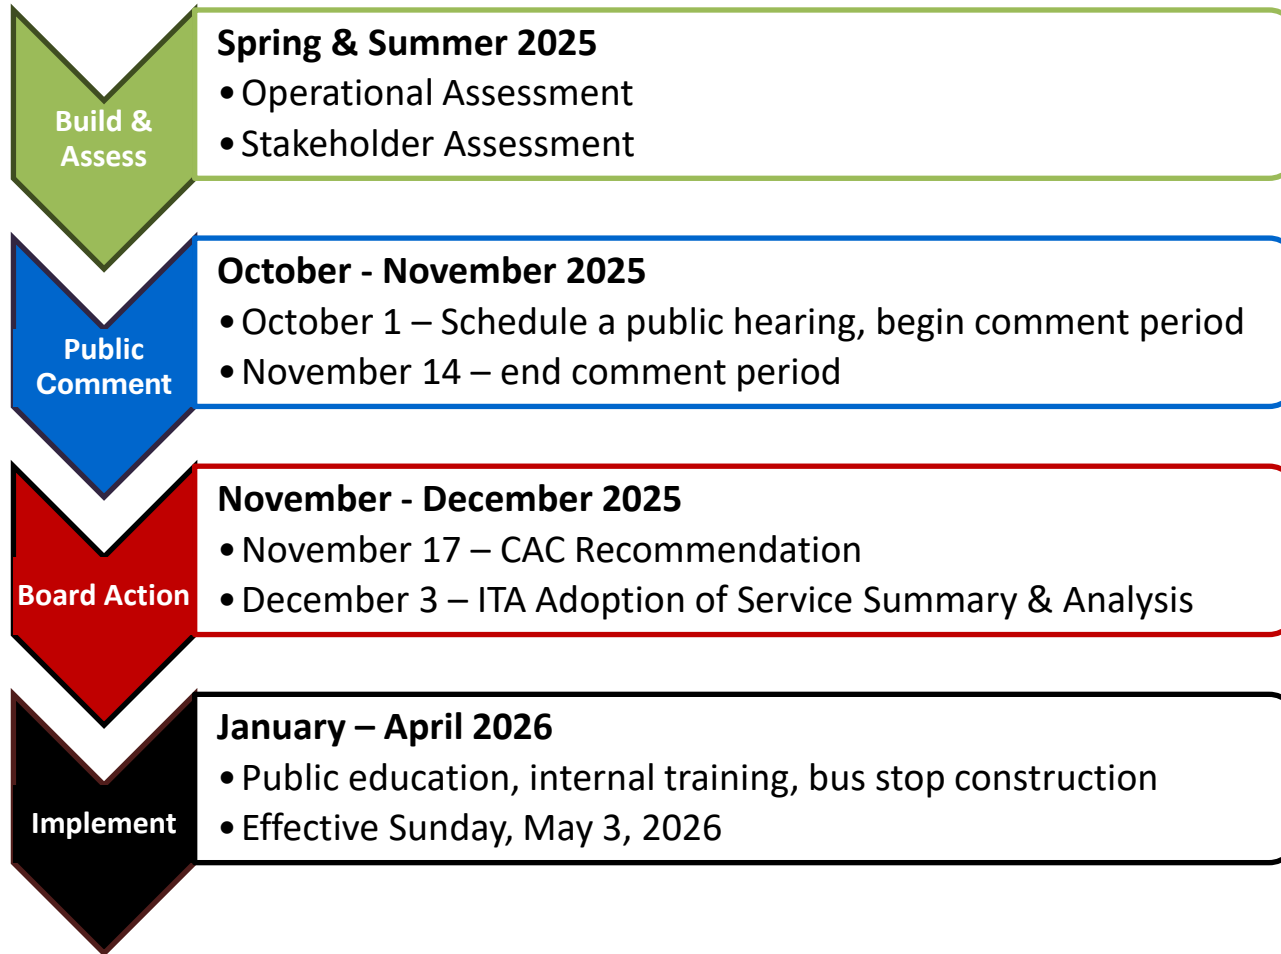 Build &
Assess
Spring & Summer 2025
• Operational Assessment
• Stakeholder Assessment
Public
Comment
October - November 2025
• October 1 – Schedule a public hearing, begin comment period
• November 14 – end comment period
Board Action
November - December 2025
• November 17 – CAC Recommendation
• December 3 – ITA Adoption of Service Summary & Analysis
Implement
January – April 2026
• Public education, internal training, bus stop construction
• Effective Sunday, May 3, 2026